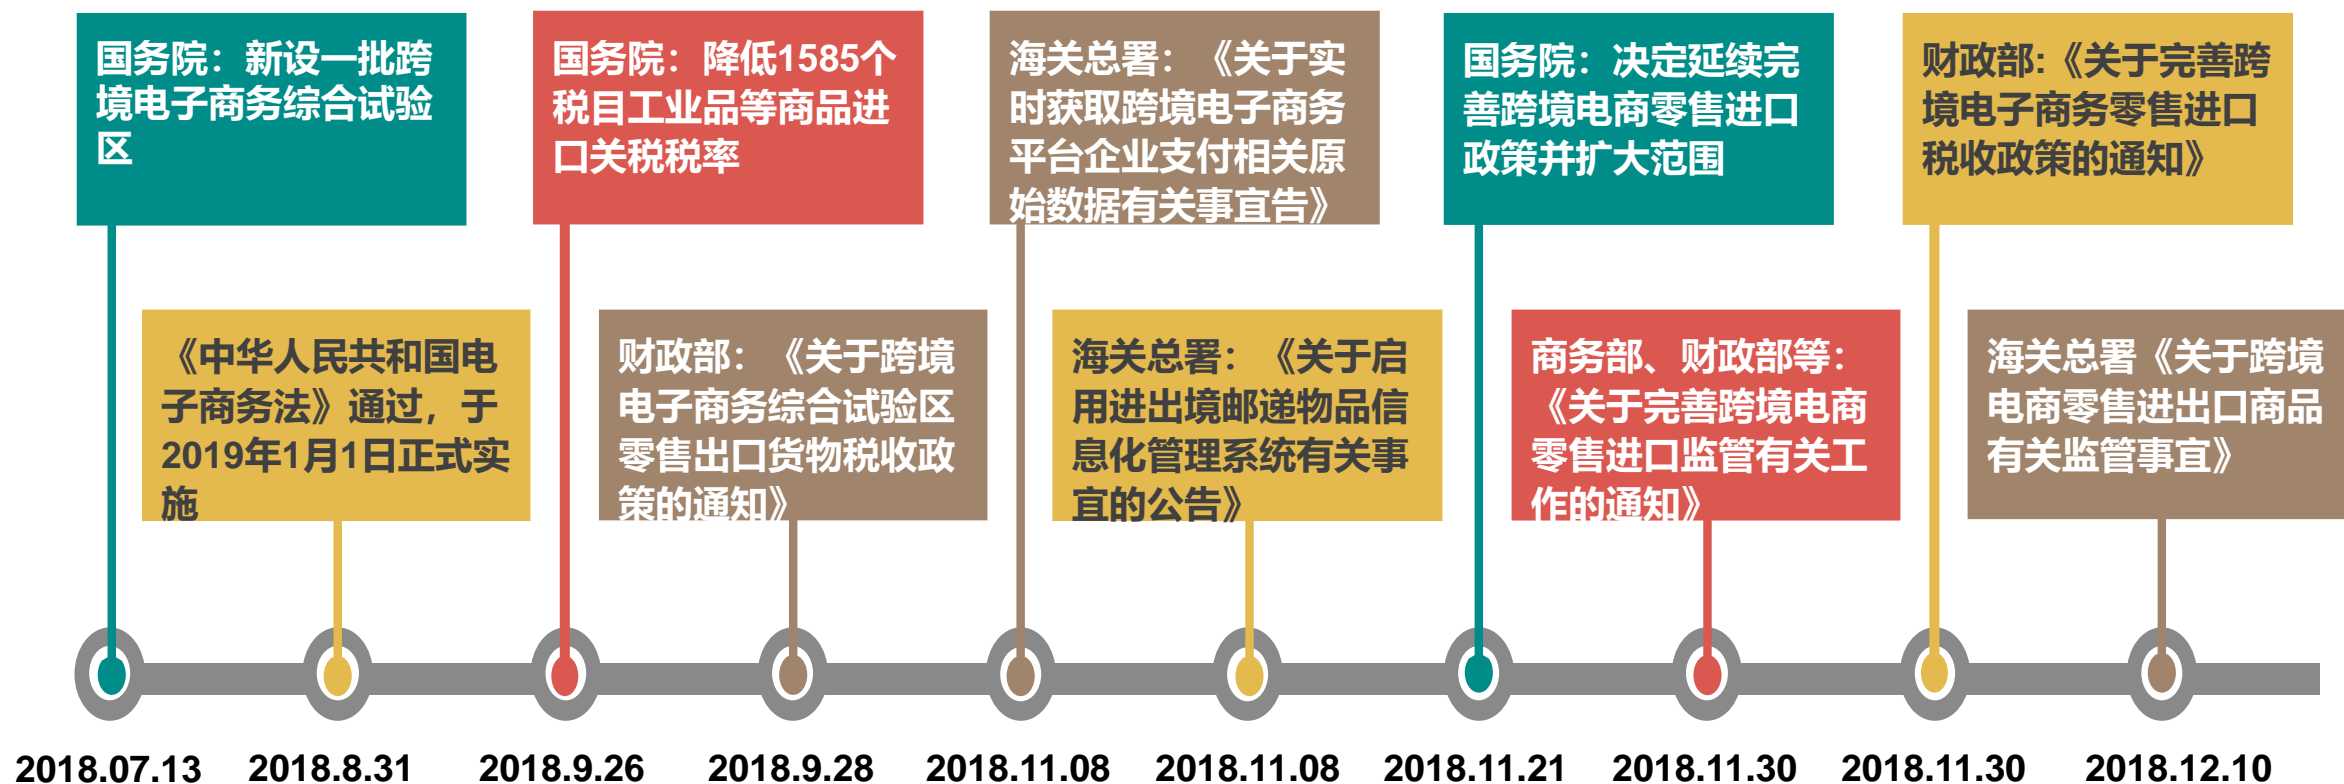 国务院：新设一批跨
境电子商务综合试验
区
国务院：降低1585个
税目工业品等商品进
口关税税率
海关总署：《关于实
时获取跨境电子商务
平台企业支付相关原
始数据有关事宜告》
国务院：决定延续完
善跨境电商零售进口
政策并扩大范围
财政部:《关于完善跨
境电子商务零售进口
税收政策的通知》
《中华人民共和国电
子商务法》通过，于
2019年1月1日正式实
施
财政部：《关于跨境
电子商务综合试验区
零售出口货物税收政
策的通知》
海关总署：《关于启
用进出境邮递物品信
息化管理系统有关事
宜的公告》
商务部、财政部等：
《关于完善跨境电商
零售进口监管有关工
作的通知》
海关总署《关于跨境
电商零售进出口商品
有关监管事宜》
2018.07.13
2018.8.31
2018.9.26
2018.9.28
2018.11.08
2018.11.08
2018.11.21
2018.11.30
2018.11.30
2018.12.10